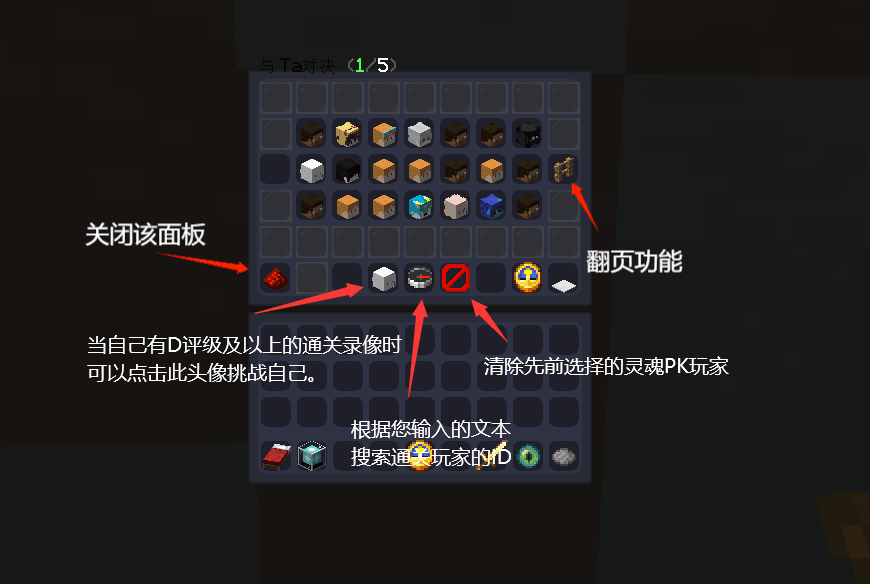 与 Ta对决 (1/5)
关闭该面板
翻页功能
当自己有D评级及以上的通关录像时
可以点击此头像挑战自己。
清除先前选择的灵魂PK玩家
根据您输入的文本
搜索通关玩家的ID